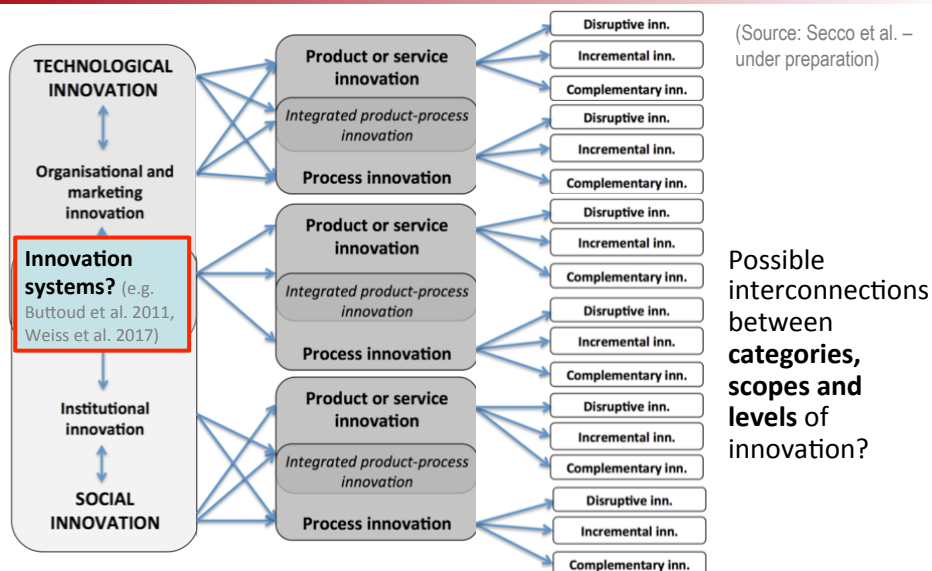 TECHNOLOGICAL
INNOVATION
Organisational and
marketing
innovation
Innovation
systems? (e.g.
Buttoud et al. 2011,
Weiss et al. 2017)
Institutional
innovation
SOCIAL
INNOVATION
Product or service
innovation
Integrated product-process
innovation
Process innovation
Product or service
innovation
Integrated product-process
innovation
Process innovation
Product or service
innovation
Integrated product-process
innovation
Process innovation
Disruptive inn.
Incremental inn.
Complementary inn.
Disruptive inn.
Incremental inn.
Complementary inn.
Disruptive inn.
Incremental inn.
Complementary inn.
Disruptive inn.
Incremental inn.
Complementary inn.
Disruptive inn.
Incremental inn.
Complementary inn.
Disruptive inn.
Incremental inn.
Complementary inn.
(Source: Secco et al. –
under preparation)
Possible
interconnections
between
categories,
scopes and
levels of
innovation?